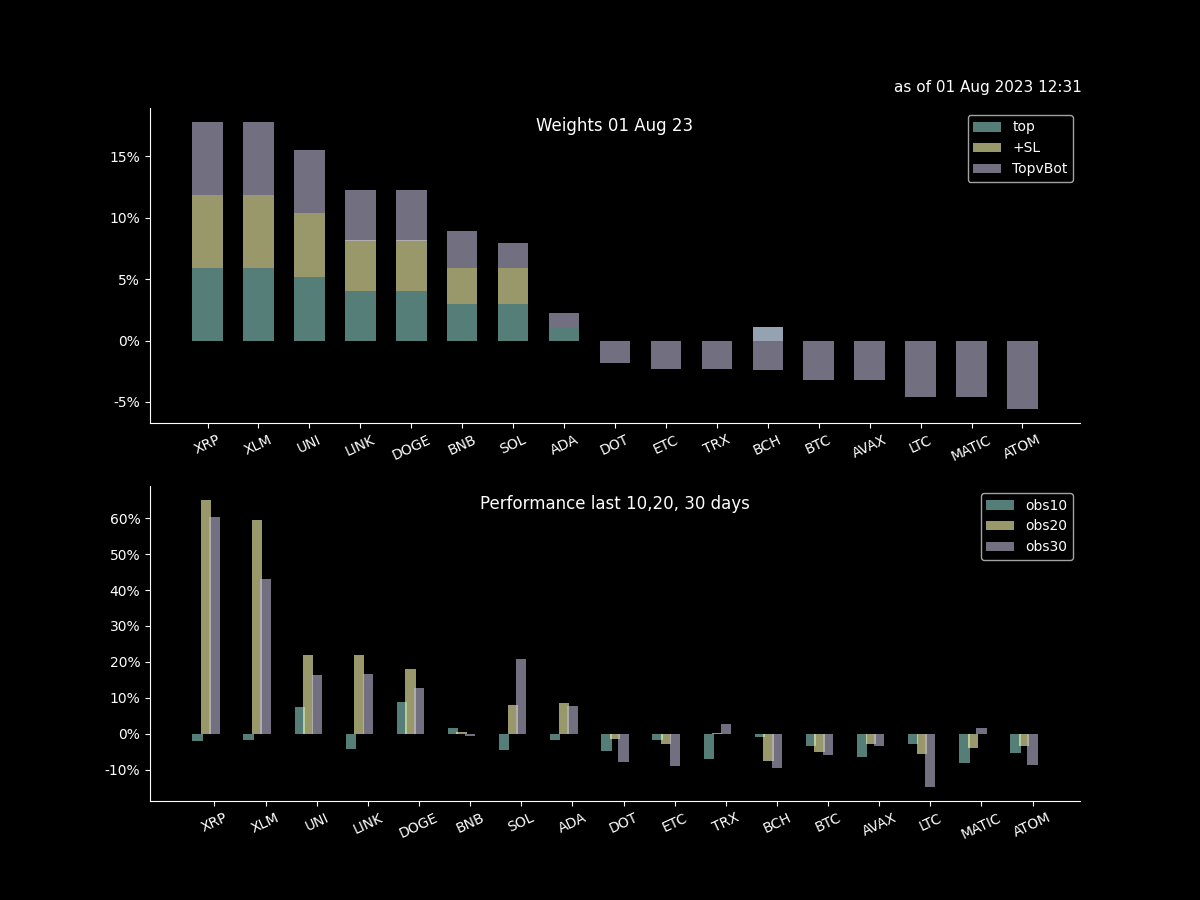 as of 01 Aug 2023 12:31
Weights 01 Aug 23
top
+SL
TopvBot
15%
10%
5%
0%
-5%
XRP XLM UNI LINK DOGE BNB SOL ADA DOT ETC TRX BCH BTC AVAX LTC MATIC ATOM
Performance last 10,20, 30 days
obs10
obs20
obs30
60%
50%
40%
30%
20%
10%
0%
-10%
XRP XLM UNI LINK DOGE BNB SOL ADA DOT ETC TRX BCH BTC AVAX LTC MATIC ATOM